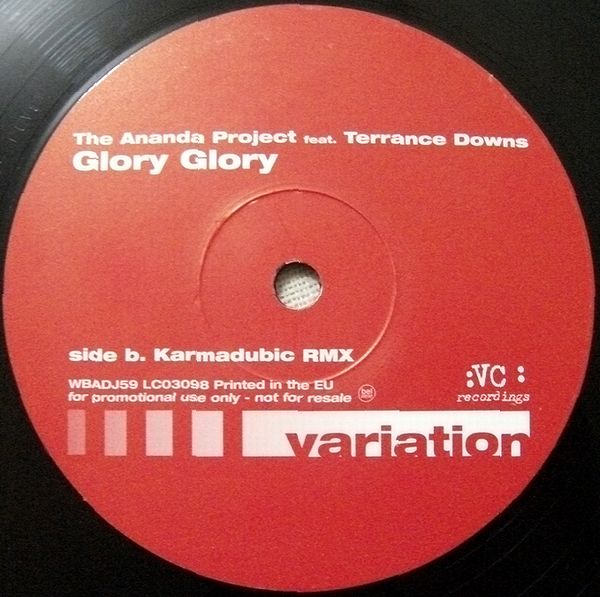 The Ananda Project feat. Terrance Downs
Glory Glory
side b. Karmadubic RMX
WBADJ59 LC03098 Printed in the EU
for promotional use only - not for resale
bel
:VC :
recordings
variation